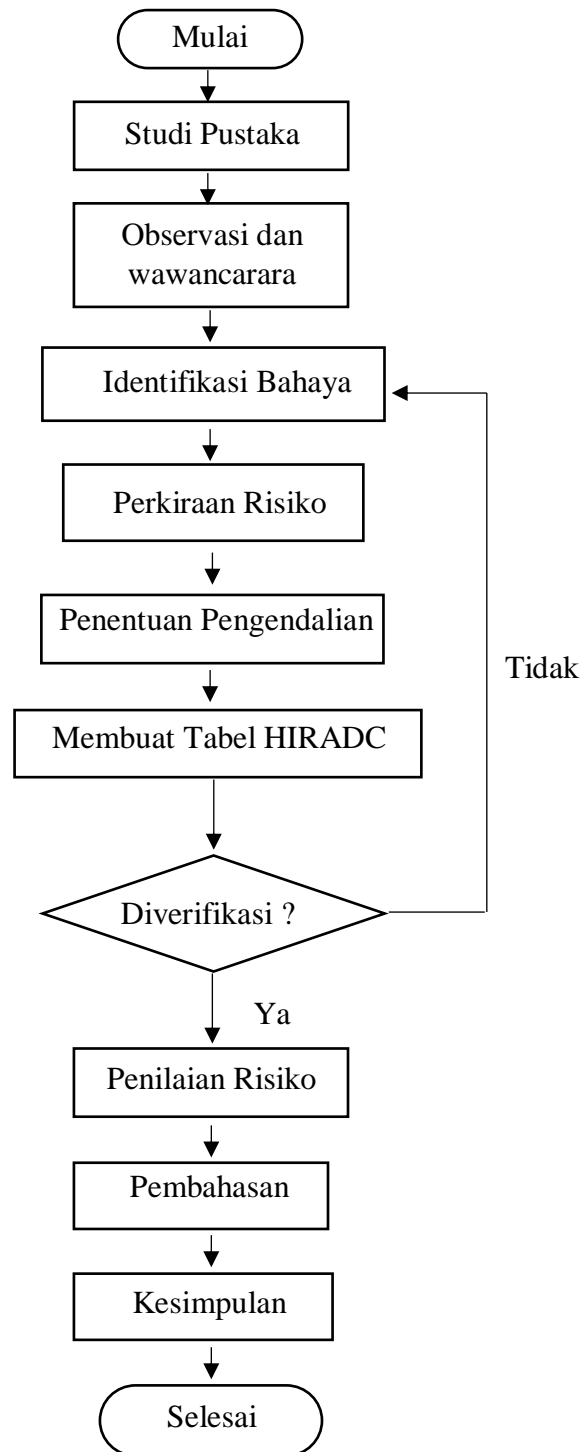 Mulai
Studi Pustaka
Observasi dan
wawancarara
Identifikasi Bahaya
Perkiraan Risiko
Penentuan Pengendalian
Tidak
Membuat Tabel HIRADC
Diverifikasi ?
Ya
Penilaian Risiko
Pembahasan
Kesimpulan
Selesai